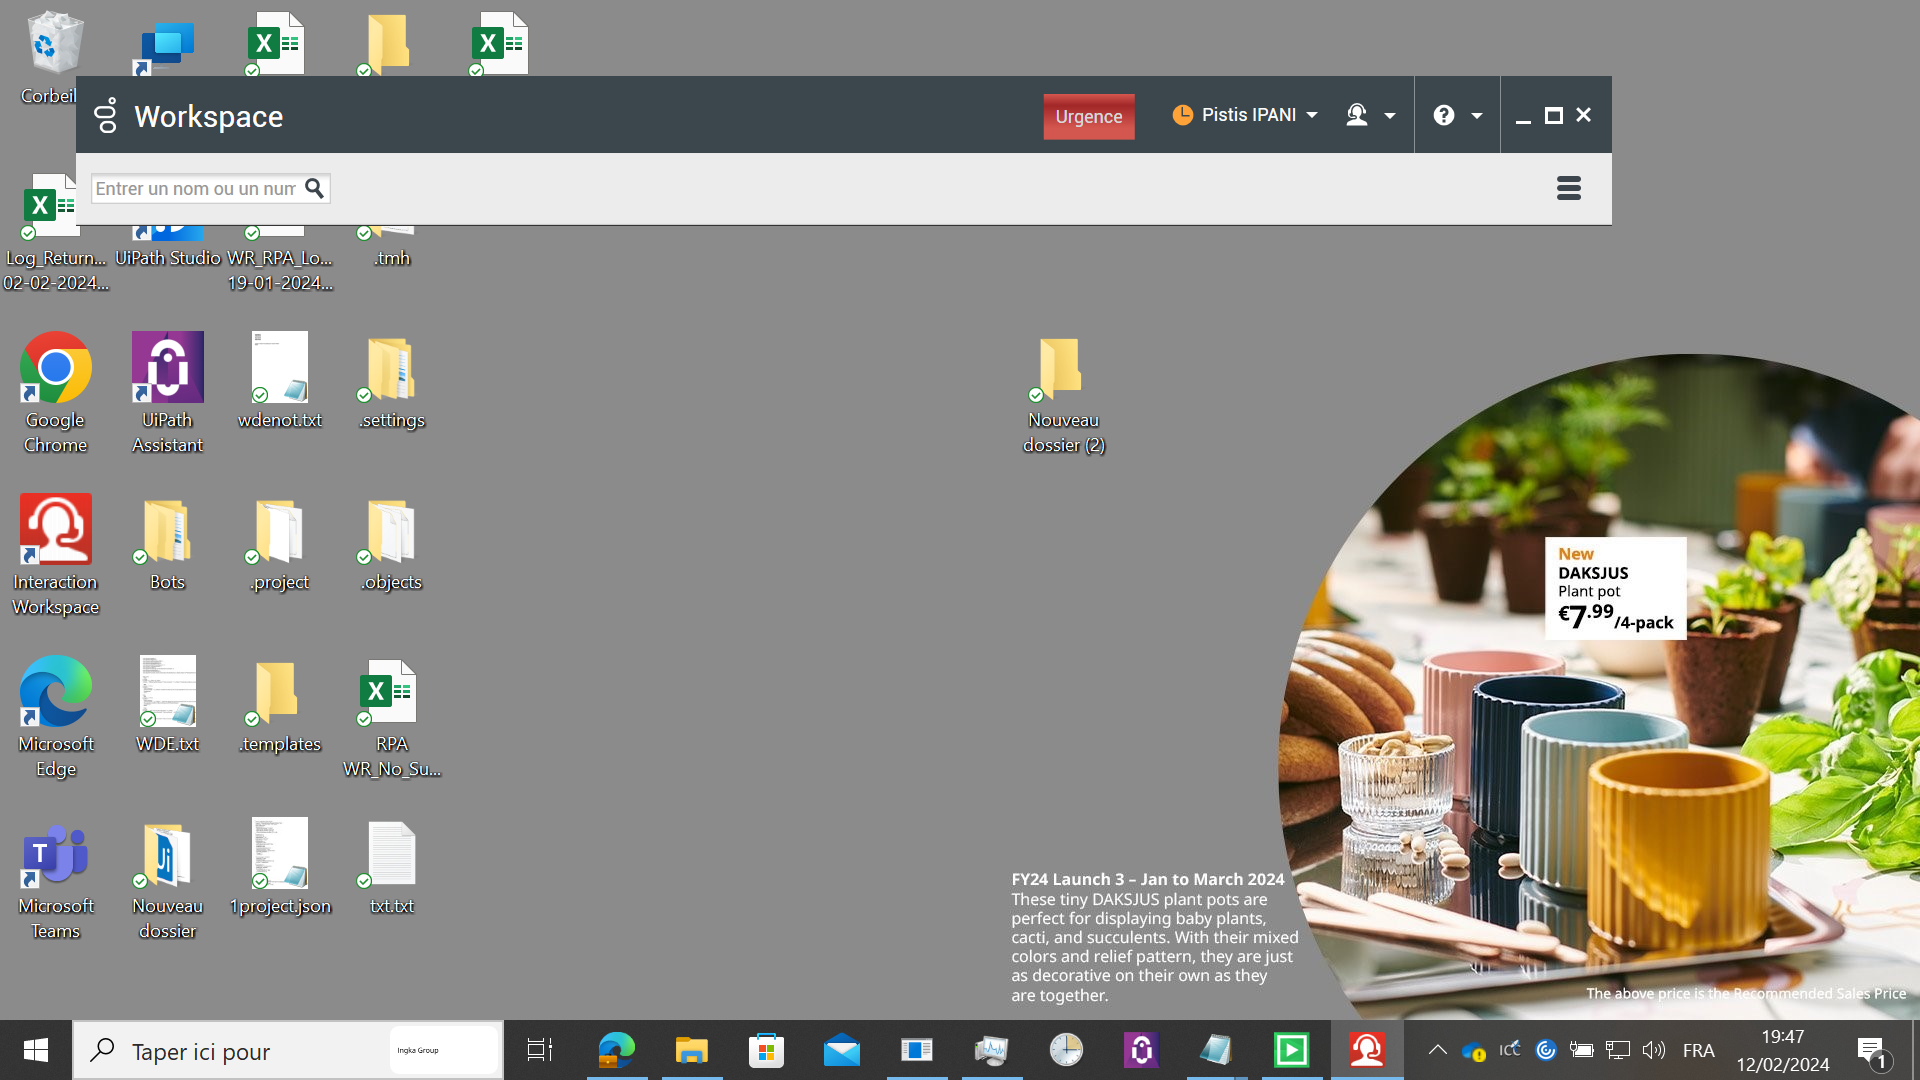 Corbeil
Workspace
Urgence
Pistis IPANI
Entrer un nom ou un num
Log_Return...
02-02-2024...
UiPath Studio
WR_RPA_Lo...
19-01-2024...
.tmh
Google
Chrome
UiPath
Assistant
wdenot.txt
.settings
Nouveau
dossier (2)
Interaction
Workspace
Bots
.project
.objects
New
DAKSJUS
Plant pot
€7.99/4-pack
Microsoft
Edge
WDE.txt
.templates
RPA
WR_No_Su...
Microsoft
Teams
Nouveau
dossier
1project.json
txt.txt
FY24 Launch 3 – Jan to March 2024
These tiny DAKSJUS plant pots are
perfect for displaying baby plants,
cacti, and succulents. With their mixed
colors and relief pattern, they are just
as decorative on their own as they
are together.
The above price is the Recommended Sales Price
Taper ici pour
Ingka Group
ICC
FRA
19:47
12/02/2024
1